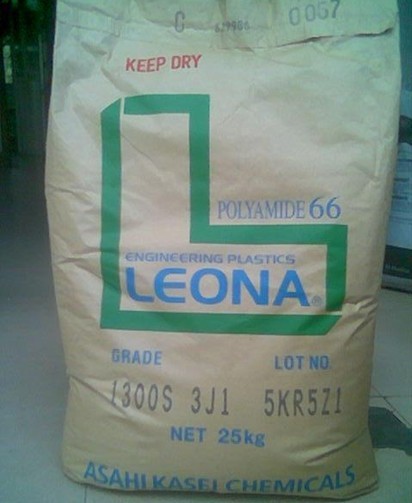 C 0067
KEEP DRY
POLYAMIDE 66
ENGINEERING PLASTICS
LEONA®
GRADE LOT NO.
1300S 3J1 5KR5Z1
NET 25kg
ASAHI KASEI CHEMICALS